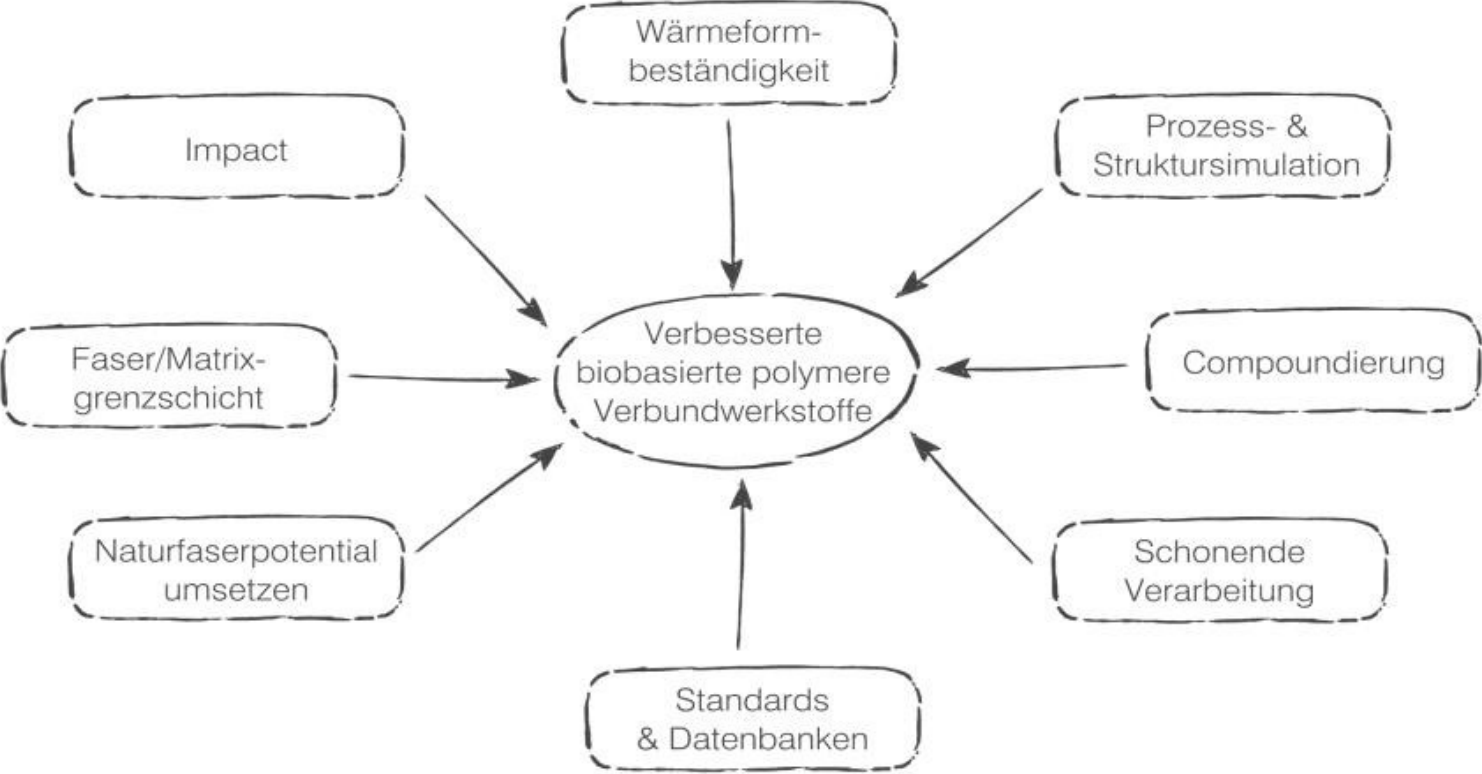 Wärmeform-
beständigkeit
Impact
Prozess- &
Struktursimulation
Verbesserte
biobasierte polymere
Verbundwerkstoffe
Faser/Matrix-
grenzschicht
Compoundierung
Naturfaserpotential
umsetzen
Schonende
Verarbeitung
Standards
& Datenbanken